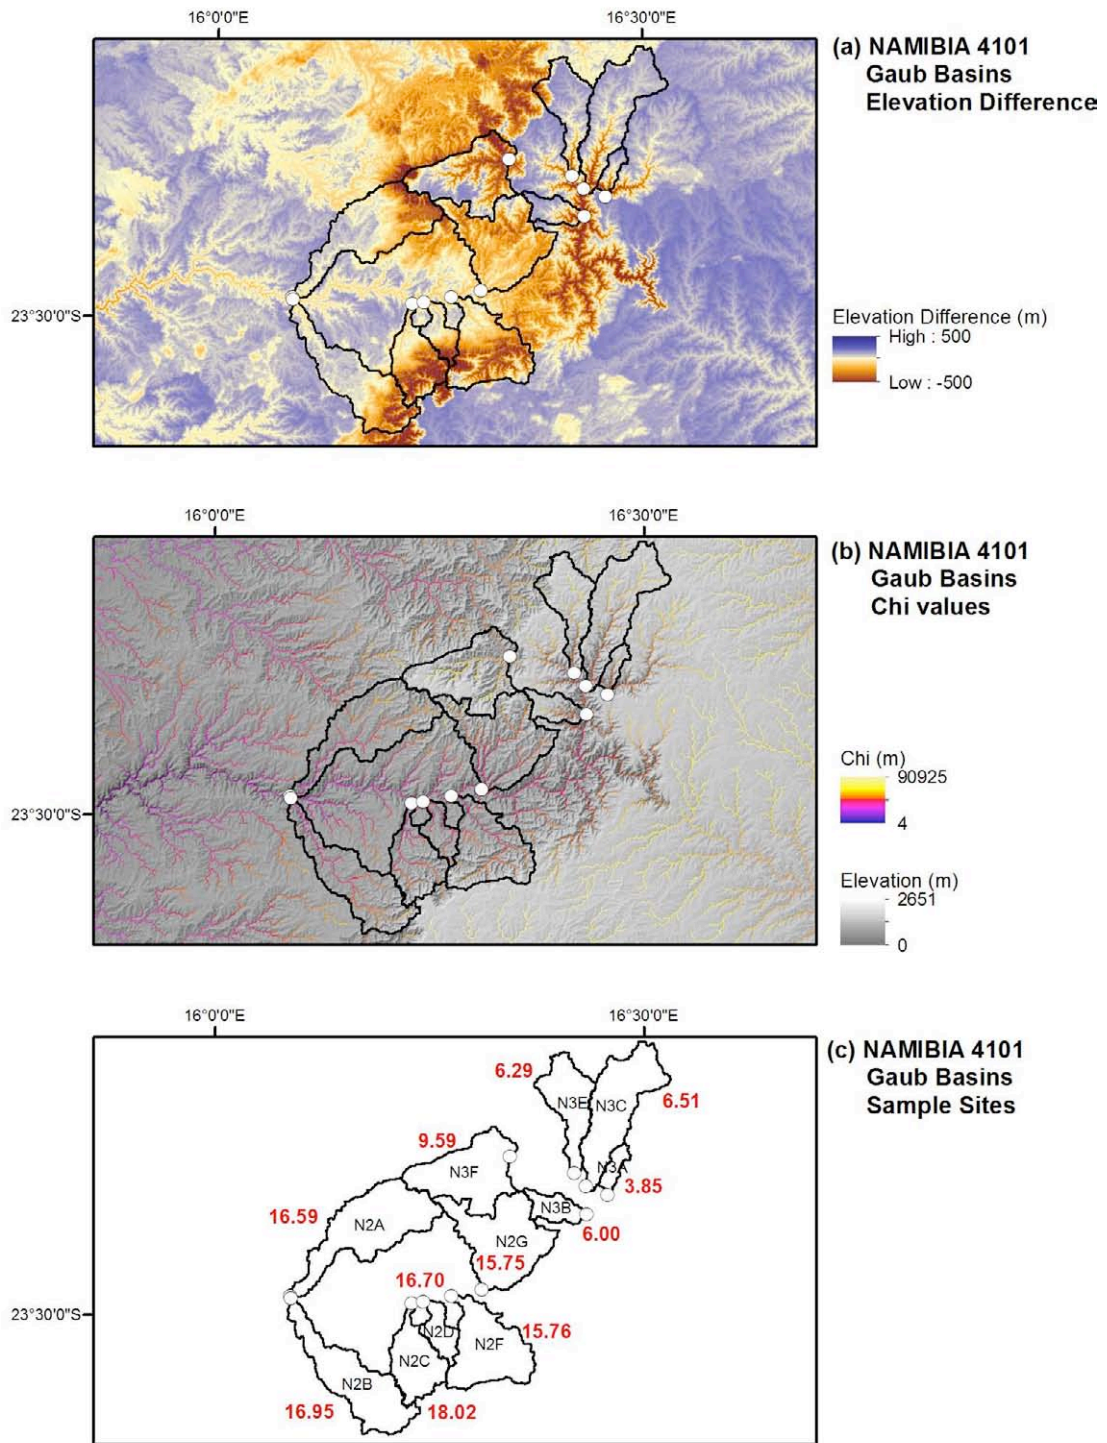 16°0'0"E
16°30'0"E
(a) NAMIBIA 4101
Gaub Basins
Elevation Difference
23°30'0"S
Elevation Difference (m)
High : 500
Low : -500
16°0'0"E
16°30'0"E
(b) NAMIBIA 4101
Gaub Basins
Chi values
Chi (m)
90925
4
23°30'0"S
Elevation (m)
2651
0
16°0'0"E
16°30'0"E
(c) NAMIBIA 4101
Gaub Basins
Sample Sites
6.29
N3E
N3C
6.51
9.59
N3F
N3A
3.85
N3B
6.00
16.59
N2A
N2G
15.75
16.70
23°30'0"S
N2D
15.76
N2F
N2C
N2B
16.95
18.02